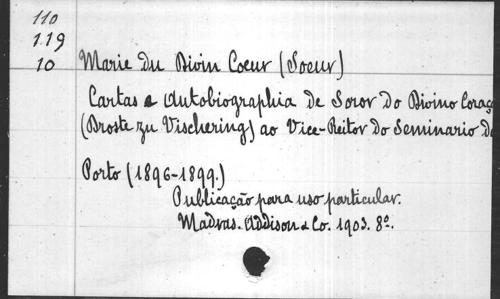 110
119
10 Marie du Divin Coeur (Soeur)
Cartas e Autobiographia de Soror do Divino Coraç
(Droste zu Vischering) ao Vice-Reitor do Seminario do
Porto (1896-1899.)
Publicação para uso particular.
Madras. Addison & Co. 1903. 8º.